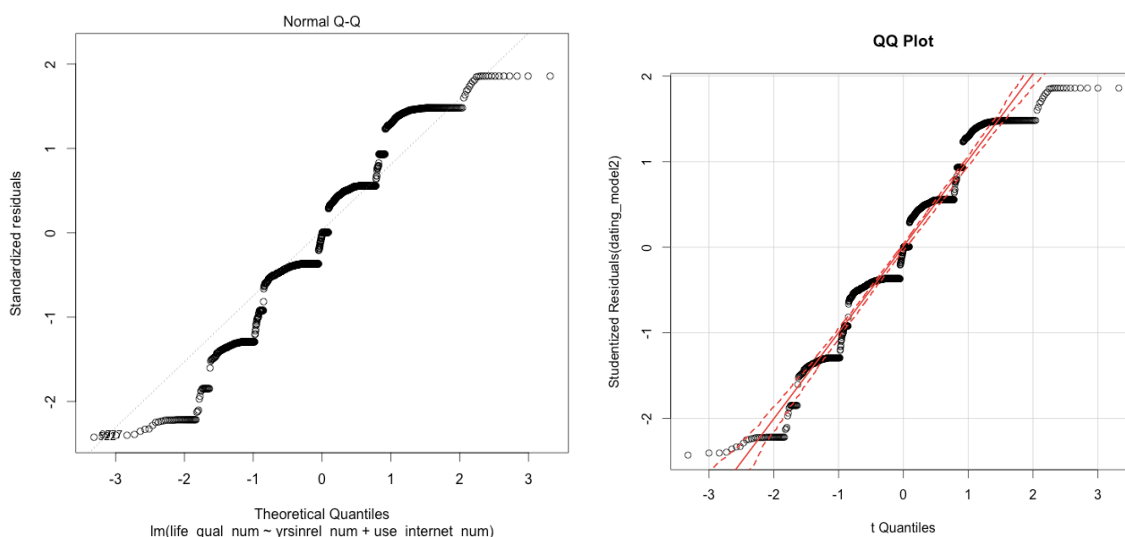 Normal Q-Q
Standardized residuals
2
1
0
-1
-2
-3 -2 -1 0 1 2 3
Theoretical Quantiles
lm(life_qual_num ~ yrsinrel_num + use_internet_num)
QQ Plot
Studentized Residuals(dating_model2)
2
1
0
-1
-2
-3 -2 -1 0 1 2 3
t Quantiles